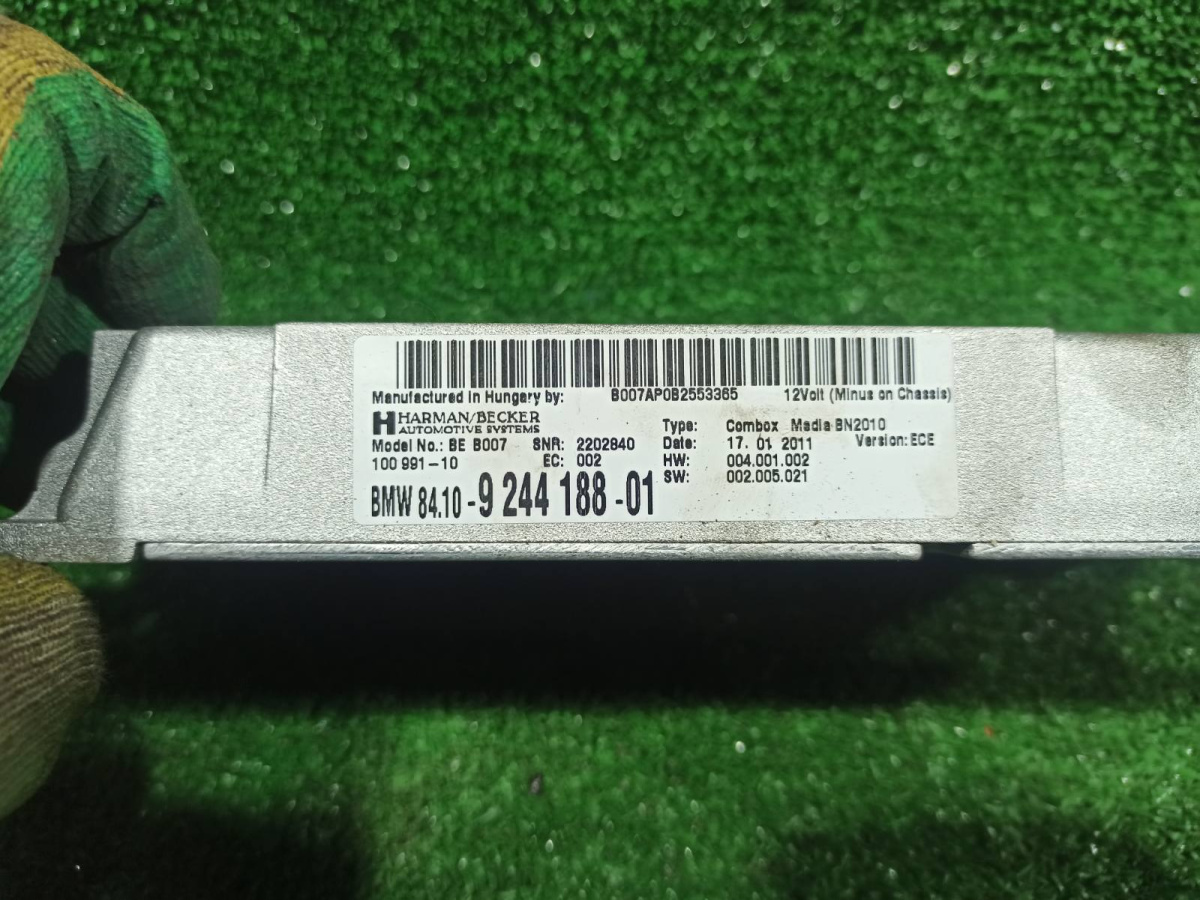 Manufactured in Hungary by: B007AP0B2553365 12Volt (Minus on Chassis)
HARMAN/BECKER
AUTOMOTIVE SYSTEMS
Type: Combox Media BN2010
Model No.: BE B007 SNR: 2202840 Date: 17. 01 2011 Version: ECE
100 991-10 EC: 002 HW: 004.001.002
SW: 002.005.021
BMW 84.10-9 244 188-01